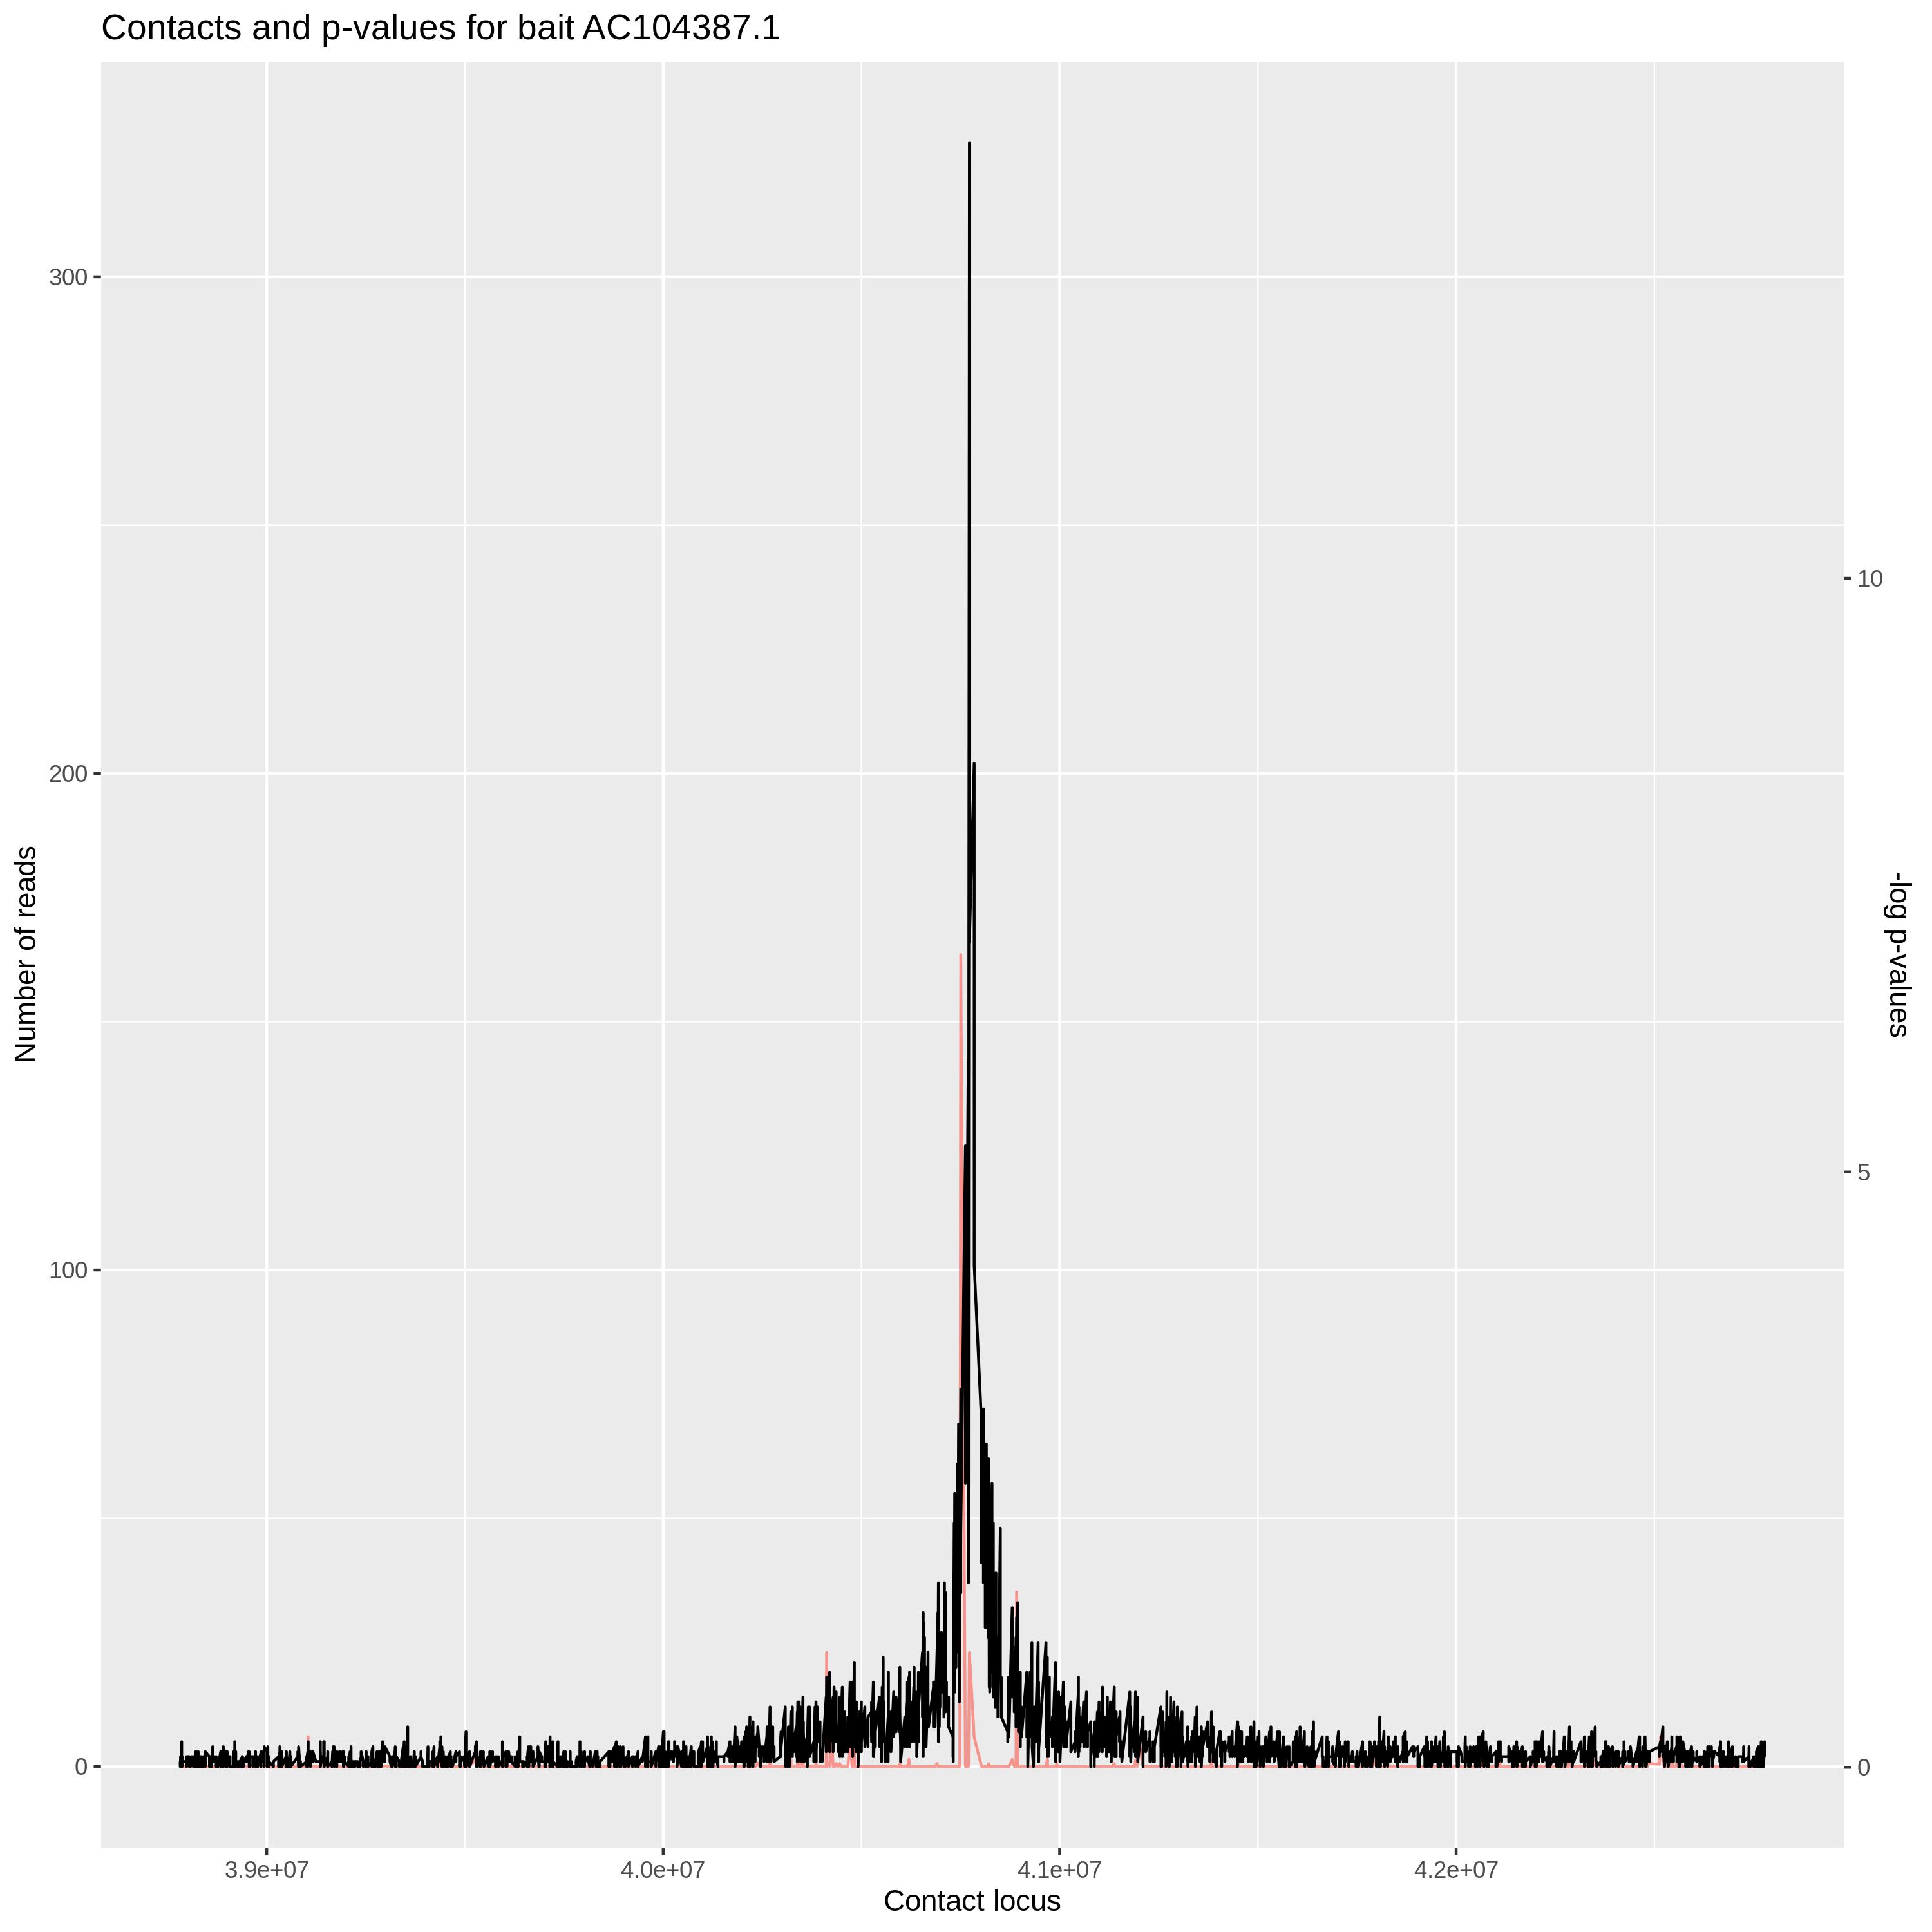 Contacts and p-values for bait AC104387.1
300
200
100
0
Number of reads
10
5
0
-log p-values
3.9e+07
4.0e+07
4.1e+07
4.2e+07
Contact locus